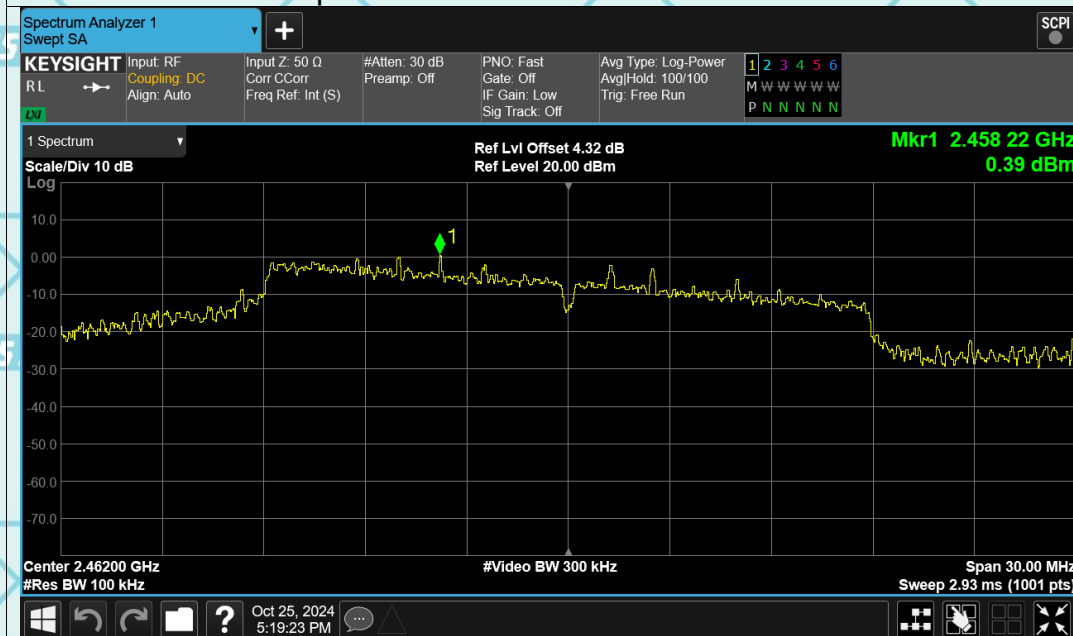 Spectrum Analyzer 1
Swept SA
+
SCPI
KEYSIGHT
RL
LXI
Input: RF
Coupling: DC
Align: Auto
Input Z: 50 Ω
Corr CCorr
Freq Ref: Int (S)
#Atten: 30 dB
Preamp: Off
PNO: Fast
Gate: Off
IF Gain: Low
Sig Track: Off
Avg Type: Log-Power
Avg|Hold: 100/100
Trig: Free Run
1 2 3 4 5 6
M W W W W W
P N N N N N
1 Spectrum
Scale/Div 10 dB
Log
Ref Lvl Offset 4.32 dB
Ref Level 20.00 dBm
Mkr1 2.458 22 GHz
0.39 dBm
1
10.0
0.00
-10.0
-20.0
-30.0
-40.0
-50.0
-60.0
-70.0
Center 2.46200 GHz
#Res BW 100 kHz
#Video BW 300 kHz
Span 30.00 MHz
Sweep 2.93 ms (1001 pts)
?
Oct 25, 2024
5:19:23 PM